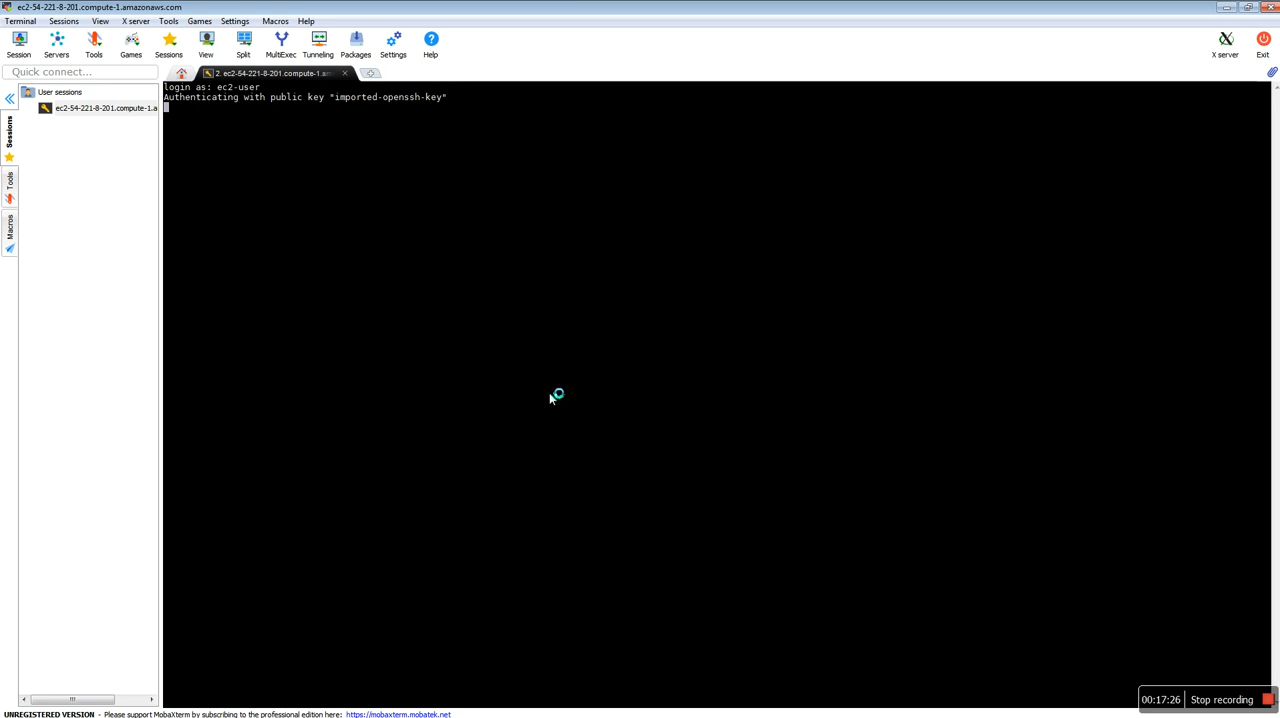 ec2-54-221-8-201.compute-1.amazonaws.com
Terminal Sessions View X server Tools Games Settings Macros Help
Session Servers Tools Games Sessions View Split MultiExec Tunneling Packages Settings Help X server Exit
Quick connect...
2. ec2-54-221-8-201.compute-1.am
User sessions
ec2-54-221-8-201.compute-1.a
Sessions
Tools
Macros
login as: ec2-user
Authenticating with public key "imported-openssh-key"
00:17:26 Stop recording
UNREGISTERED VERSION - Please support MobaXterm by subscribing to the professional edition here: https://mobaxterm.mobatek.net